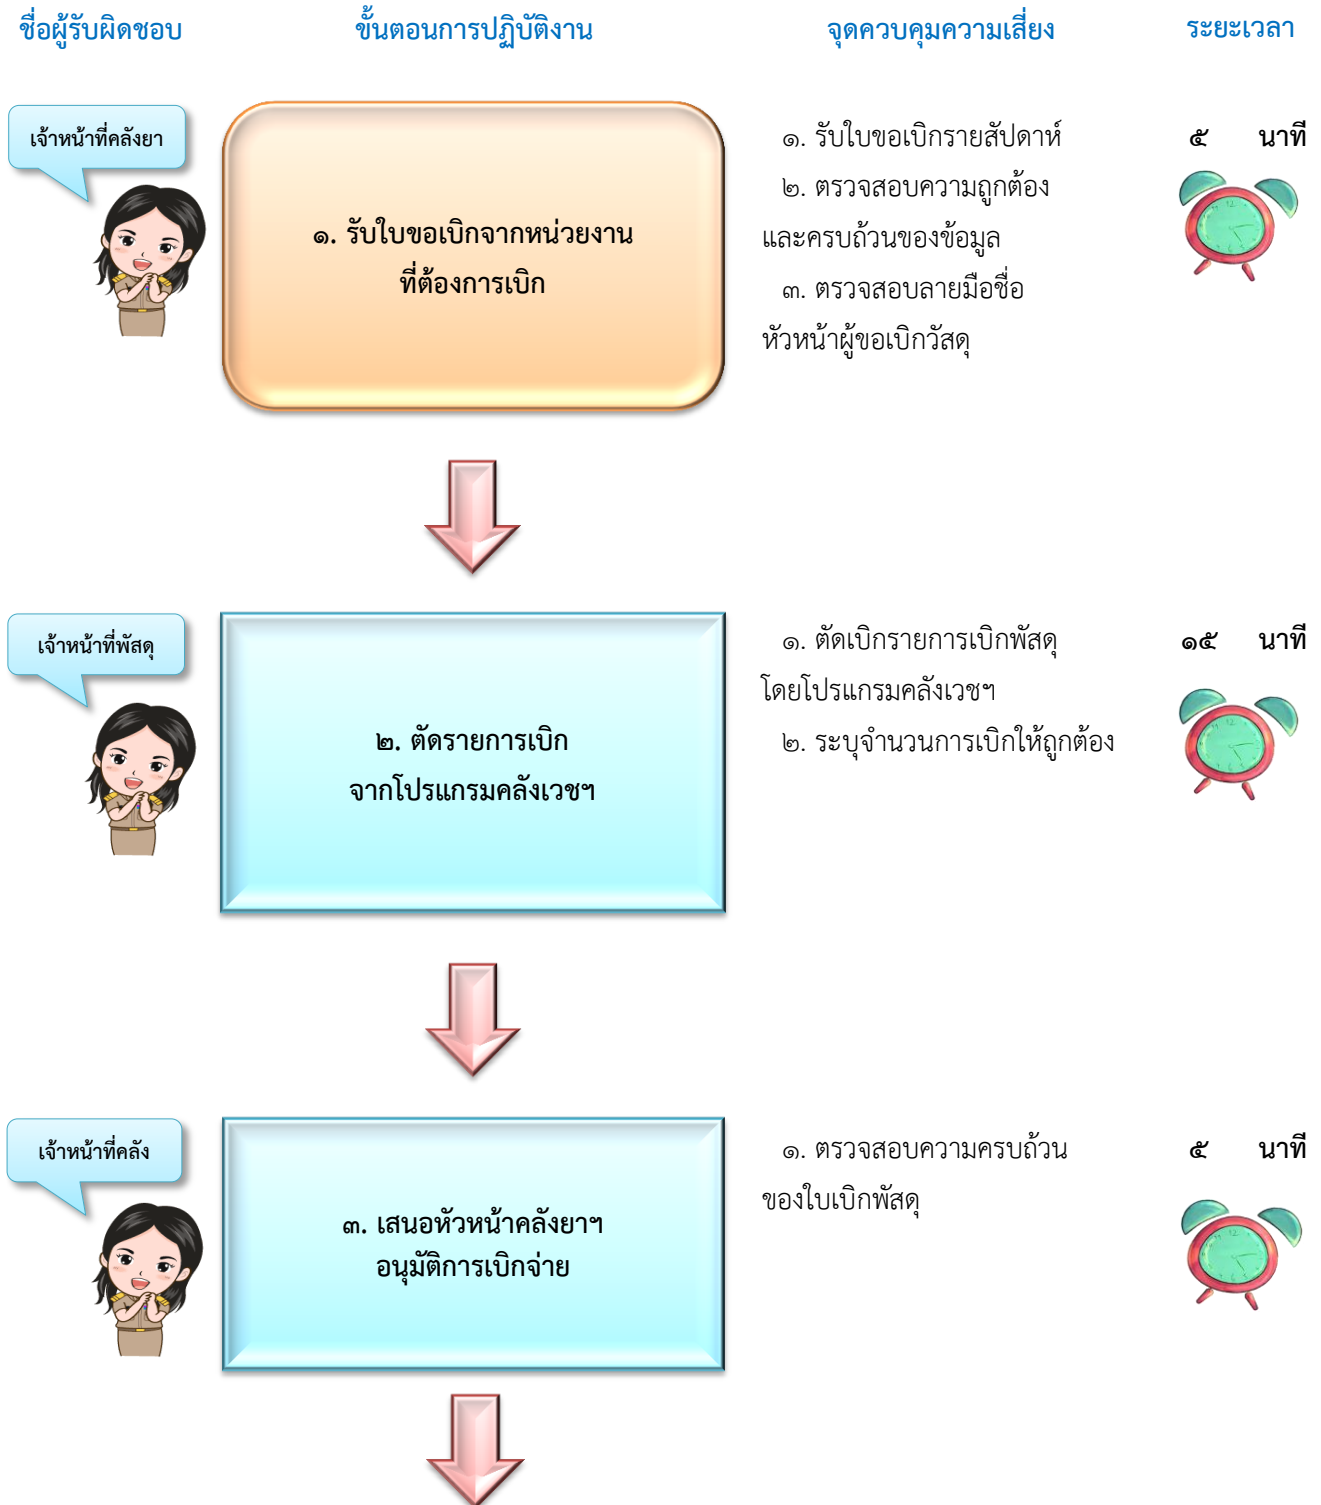 ชื่อผู้รับผิดชอบ ขั้นตอนการปฏิบัติงาน จุดควบคุมความเสี่ยง ระยะเวลา
เจ้าหน้าที่คลังยา
๑. รับใบขอเบิกจากหน่วยงาน
ที่ต้องการเบิก
๑. รับใบขอเบิกรายสัปดาห์
๒. ตรวจสอบความถูกต้อง
และครบถ้วนของข้อมูล
๓. ตรวจสอบลายมือชื่อ
หัวหน้าผู้ขอเบิกวัสดุ
๕ นาที
เจ้าหน้าที่พัสดุ
๒. ตัดรายการเบิก
จากโปรแกรมคลังเวชฯ
๑. ตัดเบิกรายการเบิกพัสดุ
โดยโปรแกรมคลังเวชฯ
๒. ระบุจำนวนการเบิกให้ถูกต้อง
๑๕ นาที
เจ้าหน้าที่คลัง
๓. เสนอหัวหน้าคลังยาฯ
อนุมัติการเบิกจ่าย
๑. ตรวจสอบความครบถ้วน
ของใบเบิกพัสดุ
๕ นาที